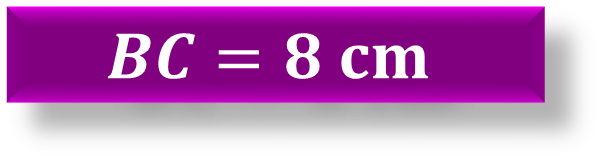 BC = 8 cm